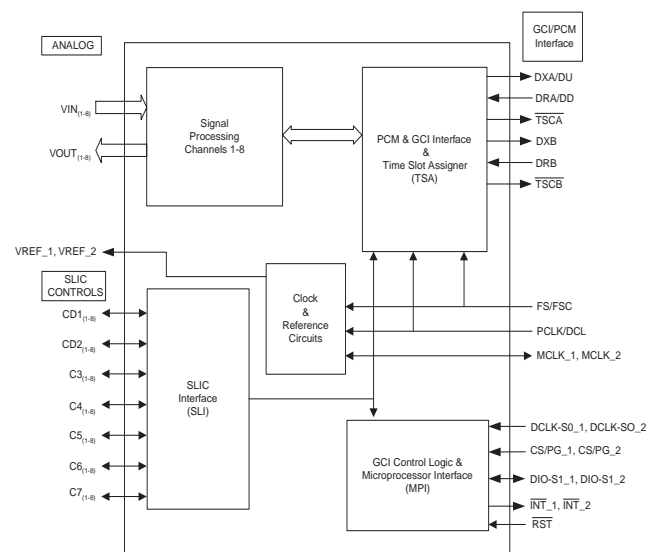 ANALOG
GCI/PCM
Interface
VIN(1-8)
VOUT(1-8)
Signal
Processing
Channels 1-8
PCM & GCI Interface
&
Time Slot Assigner
(TSA)
DXA/DU
DRA/DD
TSCA
DXB
DRB
TSCB
VREF_1, VREF_2
SLIC
CONTROLS
CD1(1-8)
CD2(1-8)
C3(1-8)
C4(1-8)
C5(1-8)
C6(1-8)
C7(1-8)
SLIC
Interface
(SLI)
Clock
&
Reference
Circuits
FS/FSC
PCLK/DCL
MCLK_1, MCLK_2
GCI Control Logic &
Microprocessor Interface
(MPI)
DCLK-S0_1, DCLK-SO_2
CS/PG_1, CS/PG_2
DIO-S1_1, DIO-S1_2
INT_1, INT_2
RST